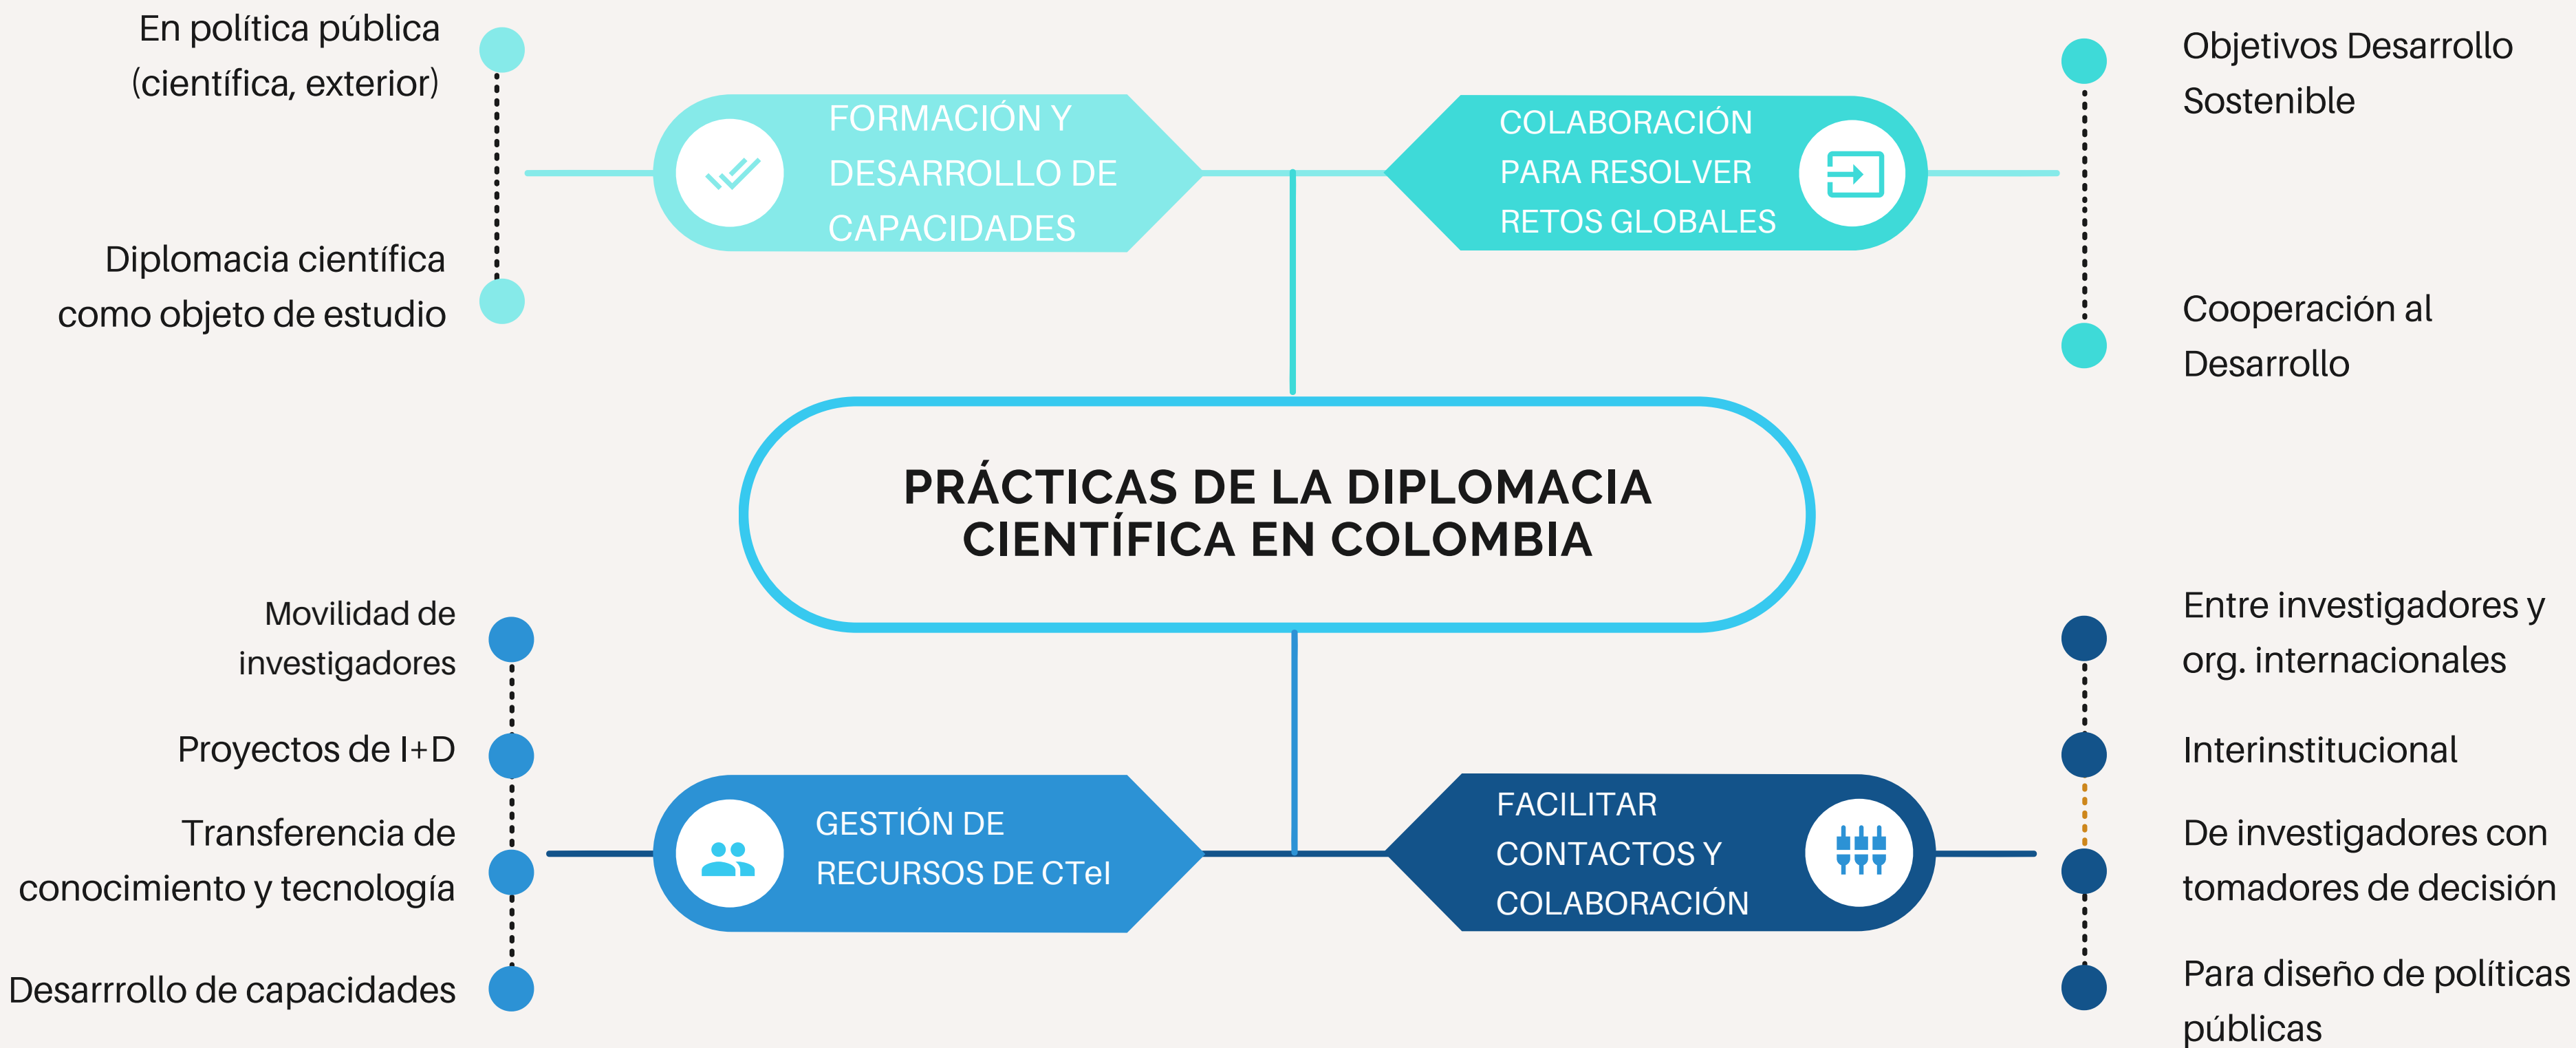 En política pública
(científica, exterior)
Diplomacia científica
como objeto de estudio
FORMACIÓN Y
DESARROLLO DE
CAPACIDADES
COLABORACIÓN
PARA RESOLVER
RETOS GLOBALES
Objetivos Desarrollo
Sostenible
Cooperación al
Desarrollo
PRÁCTICAS DE LA DIPLOMACIA
CIENTÍFICA EN COLOMBIA
Movilidad de
investigadores
Proyectos de I+D
Transferencia de
conocimiento y tecnología
Desarrrollo de capacidades
GESTIÓN DE
RECURSOS DE CTeI
FACILITAR
CONTACTOS Y
COLABORACIÓN
Entre investigadores y
org. internacionales
Interinstitucional
De investigadores con
tomadores de decisión
Para diseño de políticas
públicas